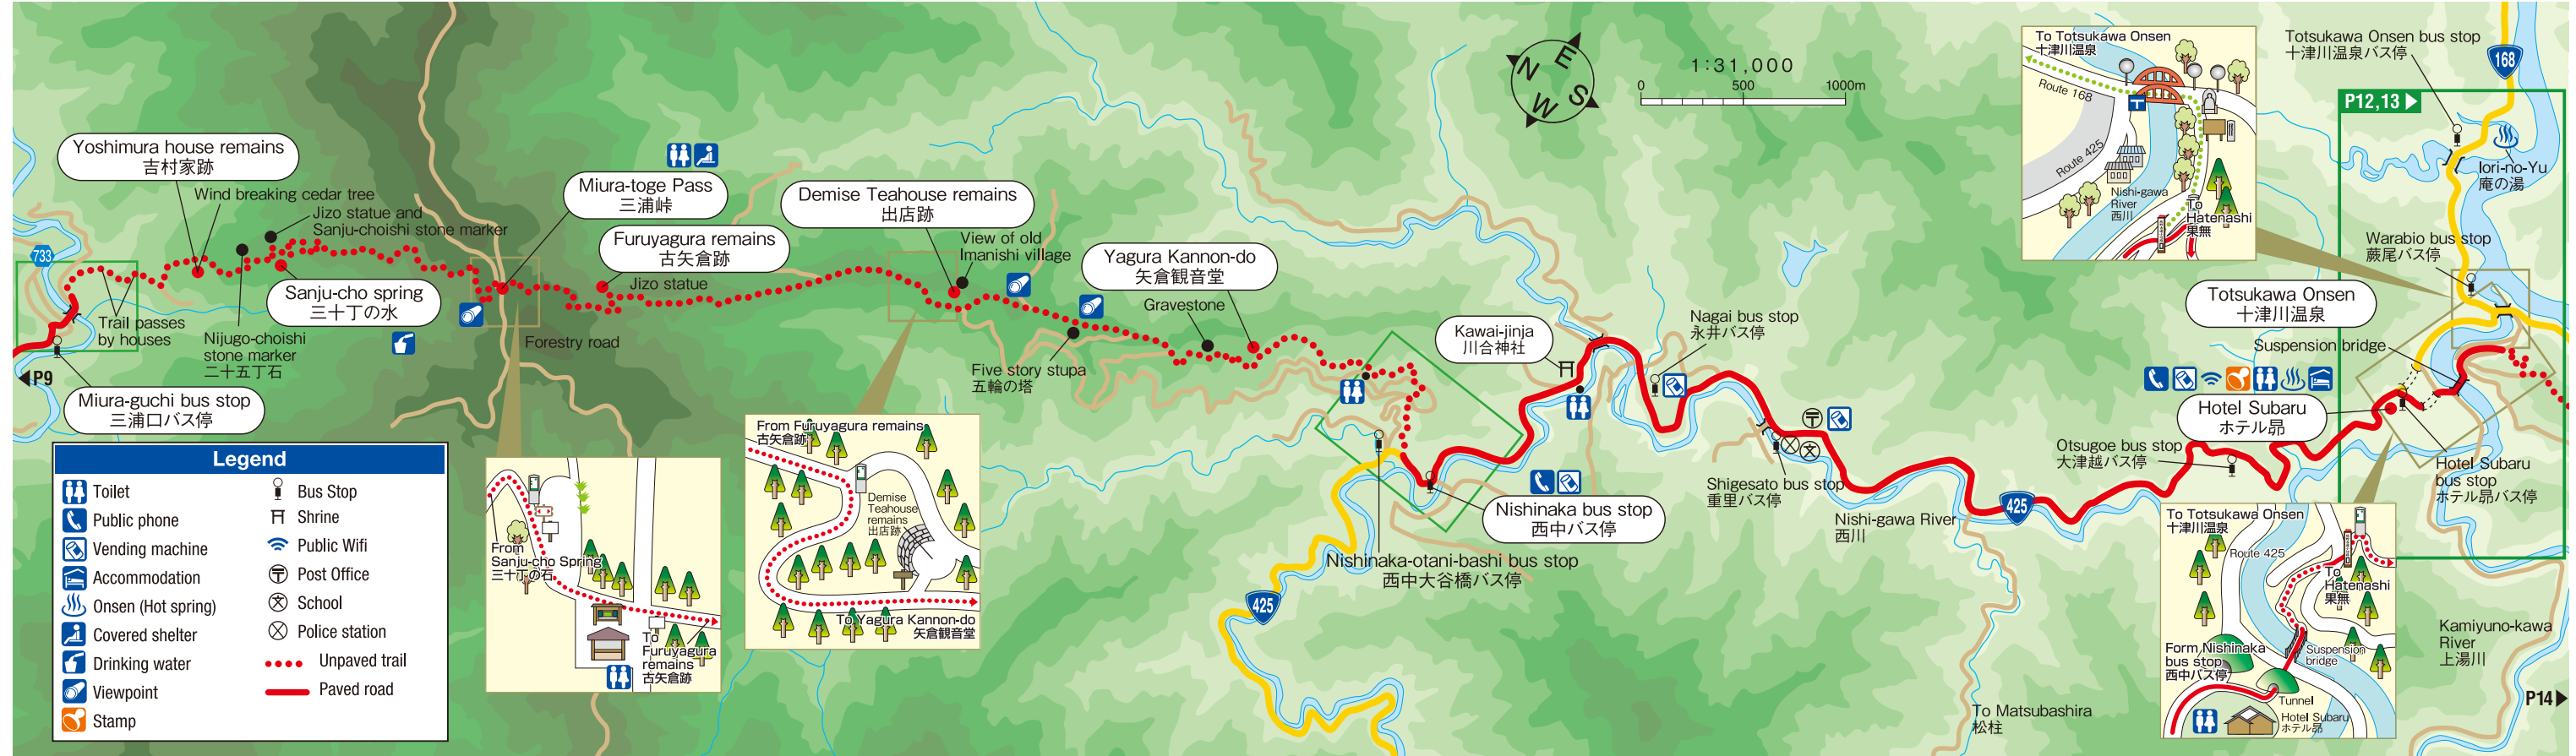 Yoshimura house remains
吉村家跡
Wind breaking cedar tree
Jizo statue and
Sanju-choishi stone marker
733
Sanju-cho spring
三十丁の水
Trail passes
by houses
Nijugo-choishi
stone marker
二十五丁石
◀P9
Miura-guchi bus stop
三浦口バス停
Miura-toge Pass
三浦峠
Furuyagura remains
古矢倉跡
Jizo statue
Forestry road
Demise Teahouse remains
出店跡
View of old
Imanishi village
Yagura Kannon-do
矢倉観音堂
Gravestone
Five story stupa
五輪の塔
N
E
S
W
1:31,000
0
500
1000m
Kawai-jinja
川合神社
Nagai bus stop
永井バス停
Nishinaka bus stop
西中バス停
Nishinaka-otani-bashi bus stop
西中大谷橋バス停
425
Shigesato bus stop
重里バス停
Nishi-gawa River
西川
425
To Matsubashira
松柱
Otsugoe bus stop
大津越バス停
Hotel Subaru
ホテル昴
Totsukawa Onsen
十津川温泉
Suspension bridge
Hotel Subaru
bus stop
ホテル昴バス停
Warabio bus stop
蕨尾バス停
Iori-no-Yu
庵の湯
P12,13 ▶
168
Totsukawa Onsen bus stop
十津川温泉バス停
Kamiyuno-kawa
River
上湯川
P14▶
To Totsukawa Onsen
十津川温泉
Route 168
Route 425
Nishi-gawa
River
西川
To
Hatenashi
果無
To Totsukawa Onsen
十津川温泉
Route 425
To
Hatenashi
果無
Form Nishinaka
bus stop
西中バス停
Suspension
bridge
Tunnel
Hotel Subaru
ホテル昴
From
Sanju-cho Spring
三十丁の石
To
Furuyagura
remains
古矢倉跡
From Furuyagura remains
古矢倉跡
Demise
Teahouse
remains
出店跡
To Yagura Kannon-do
矢倉観音堂
Legend
Toilet
Public phone
Vending machine
Accommodation
Onsen (Hot spring)
Covered shelter
Drinking water
Viewpoint
Stamp
Bus Stop
Shrine
Public Wifi
Post Office
School
Police station
Unpaved trail
Paved road